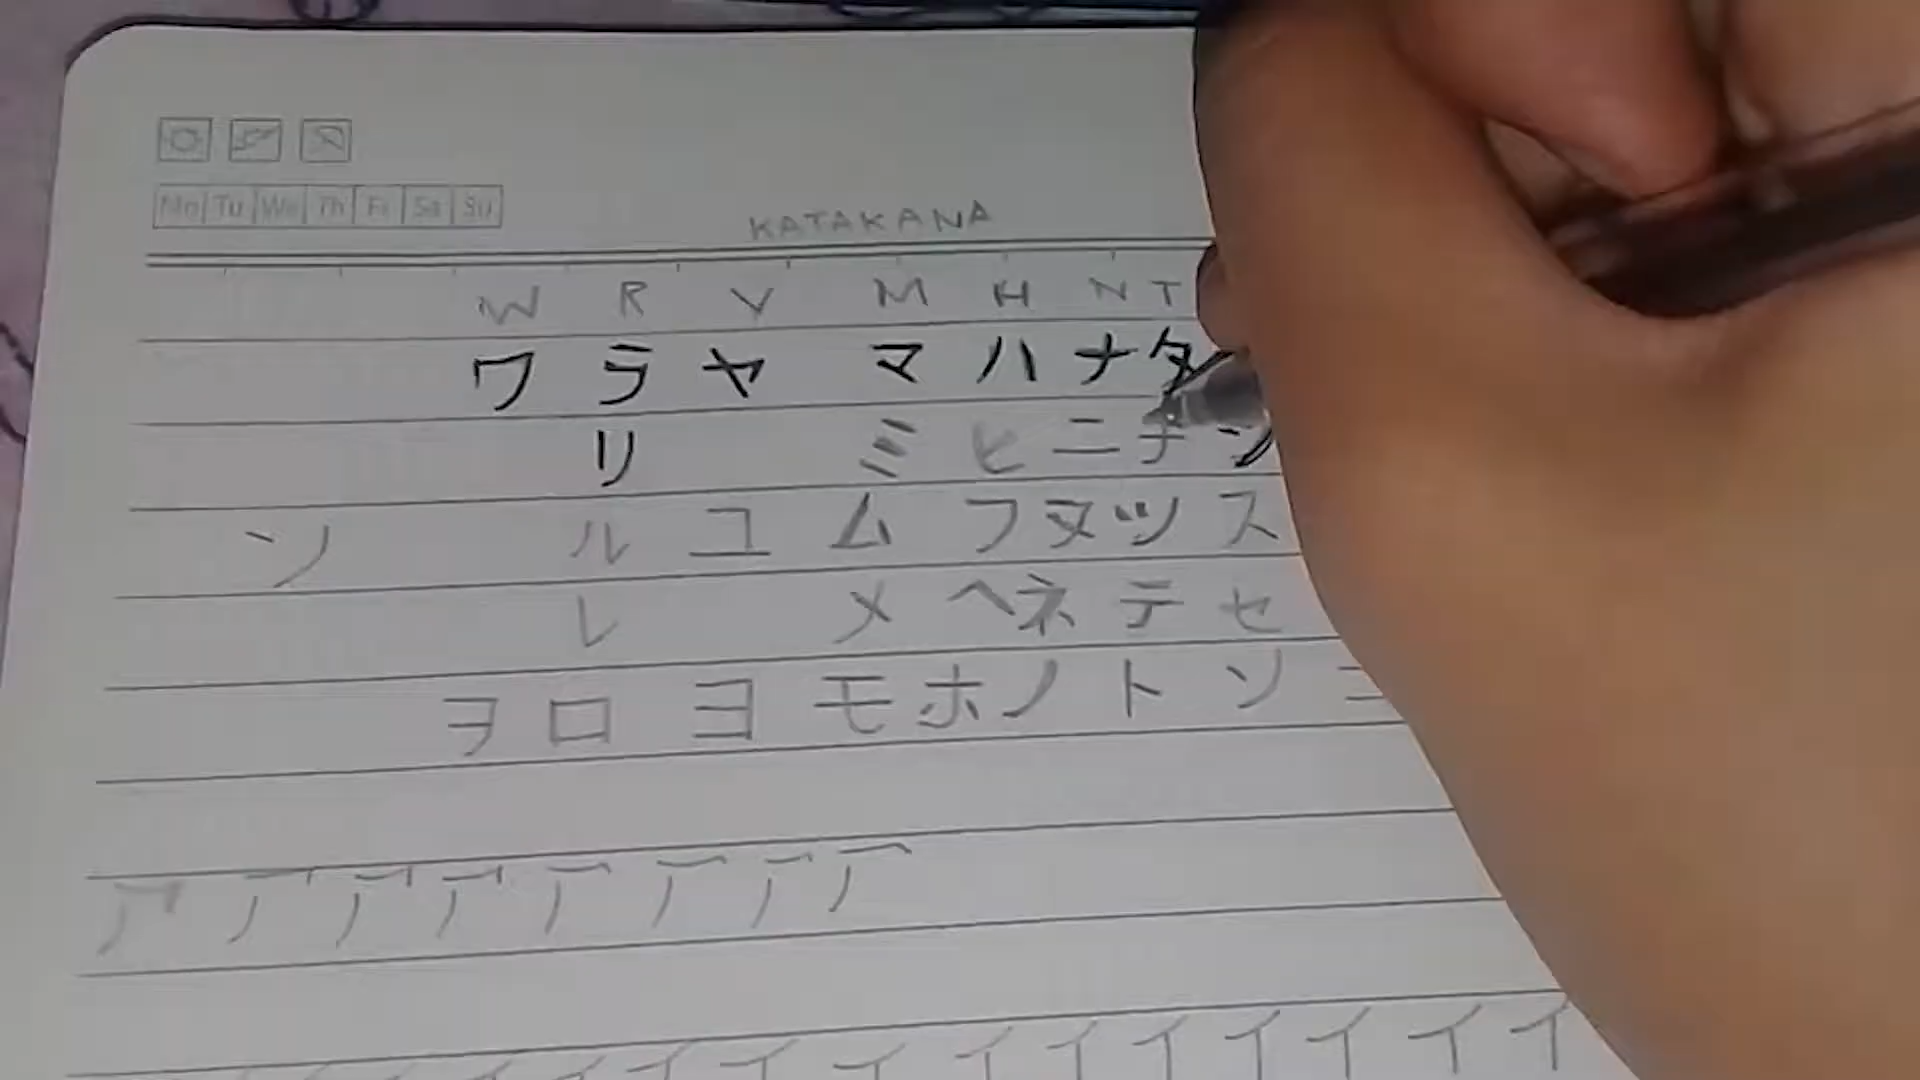 Mo Tu We Th Fr Sa Su
KATAKANA
W R Y M H N T
ワ ラ ヤ マ ハ ナ タ
リ ミ ヒ ニ チ シ
ン ル ユ ム フ ヌ ツ ス
レ メ ヘ ネ テ セ
ヲ ロ ヨ モ ホ ノ ト ソ
ア ア ア ア ア ア ア ア
イ イ イ イ イ イ イ イ イ